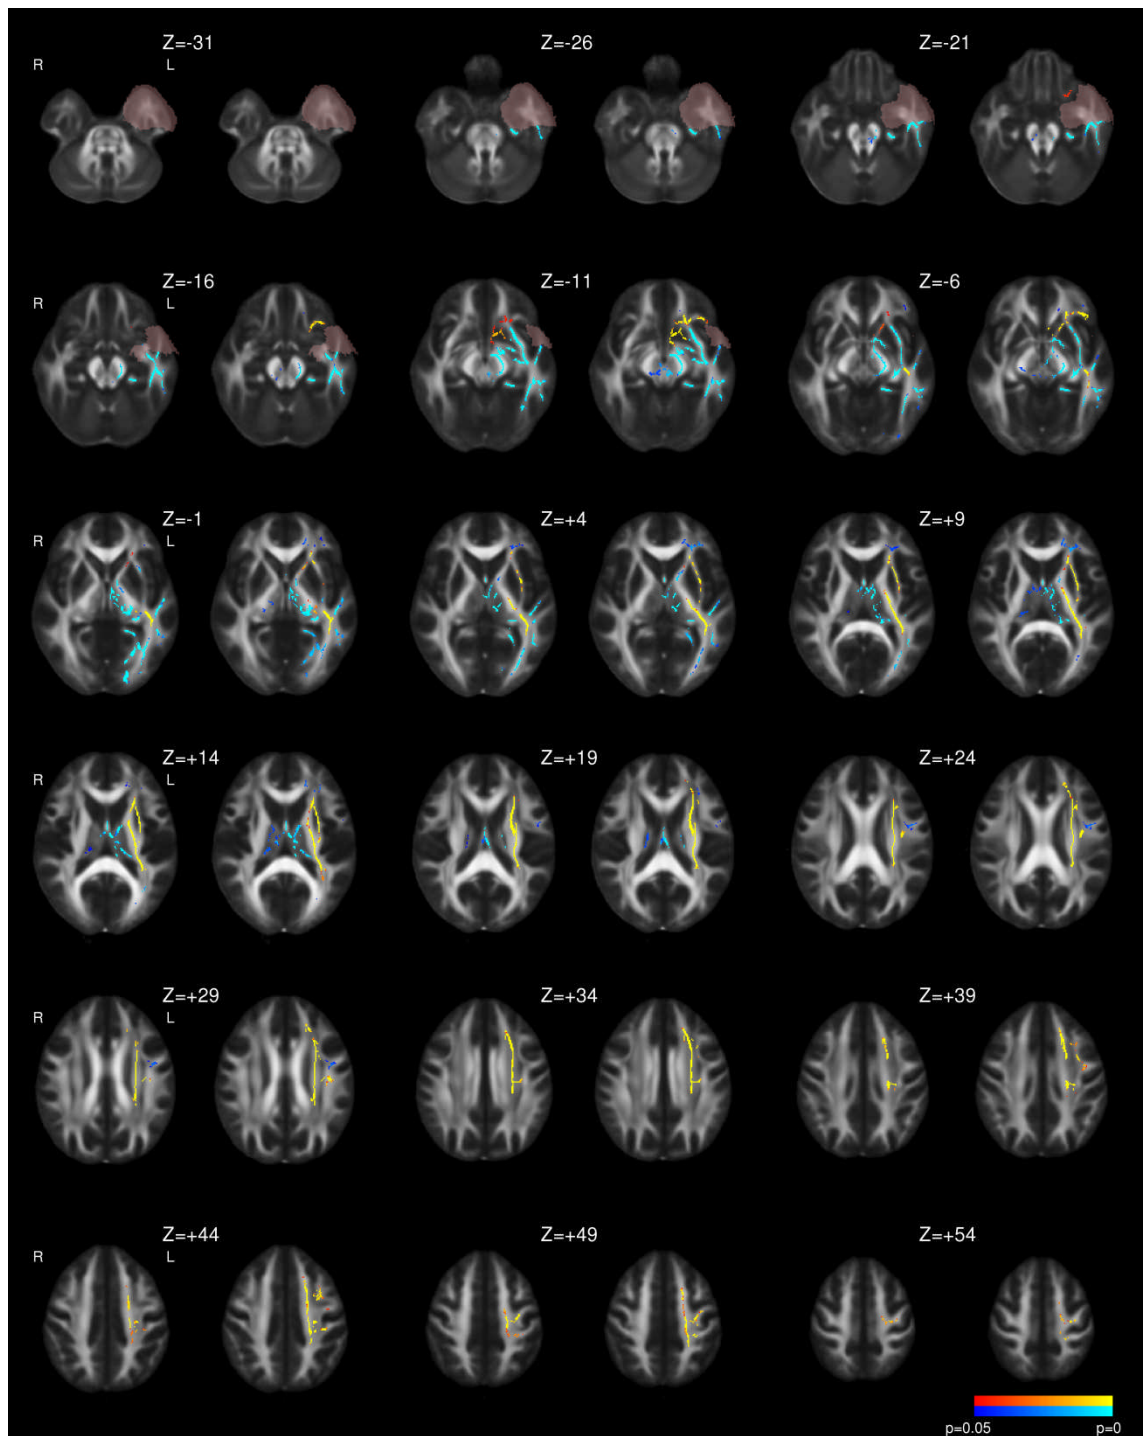 Z=-31 Z=-26 Z=-21
R L
Z=-16 Z=-11 Z=-6
R L
Z=-1 Z=+4 Z=+9
R L
Z=+14 Z=+19 Z=+24
R L
Z=+29 Z=+34 Z=+39
R L
Z=+44 Z=+49 Z=+54
R L
p=0.05 p=0